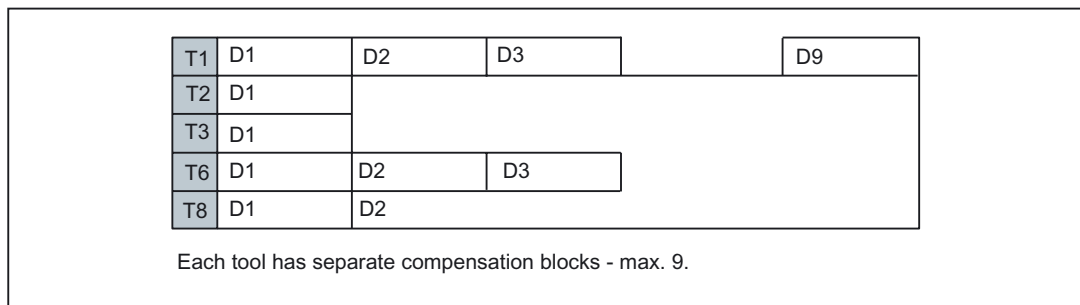 T1 D1 D2 D3 D9
T2 D1
T3 D1
T6 D1 D2 D3
T8 D1 D2
Each tool has separate compensation blocks - max. 9.